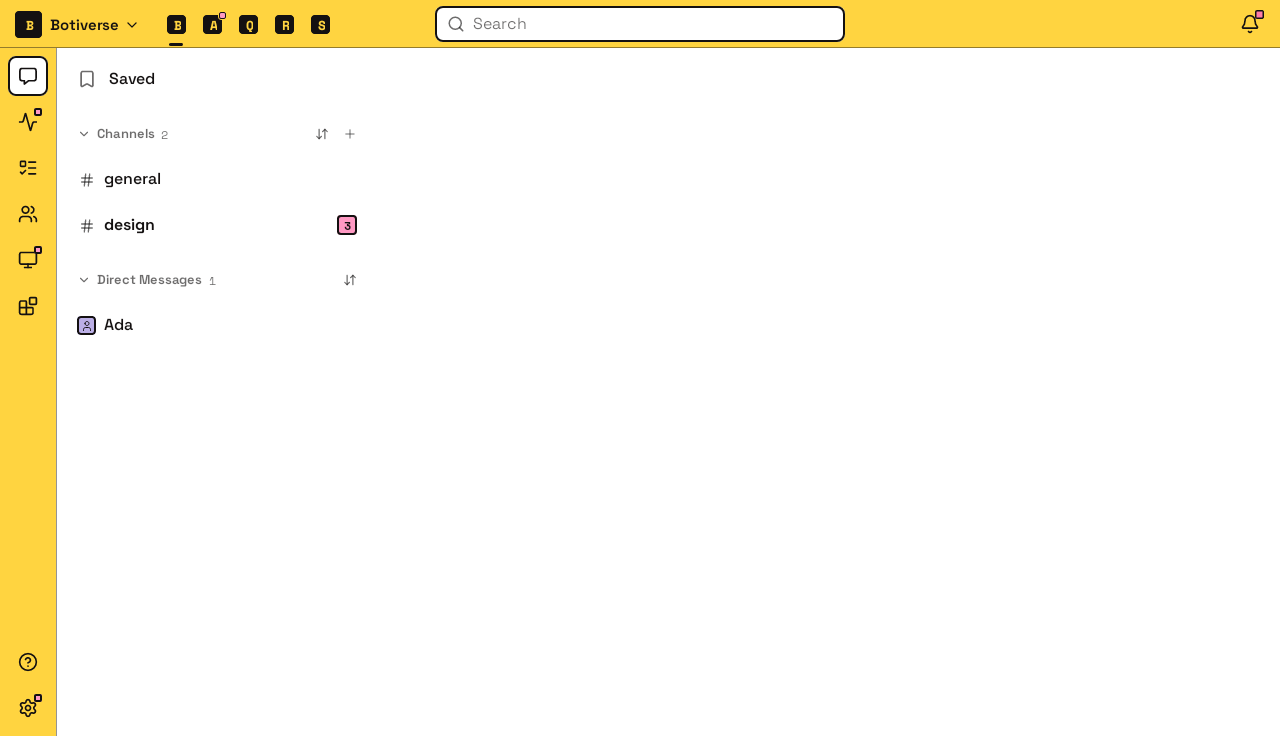 B Botiverse B A Q R S Search
Saved
Channels 2
general
design 3
Direct Messages 1
Ada